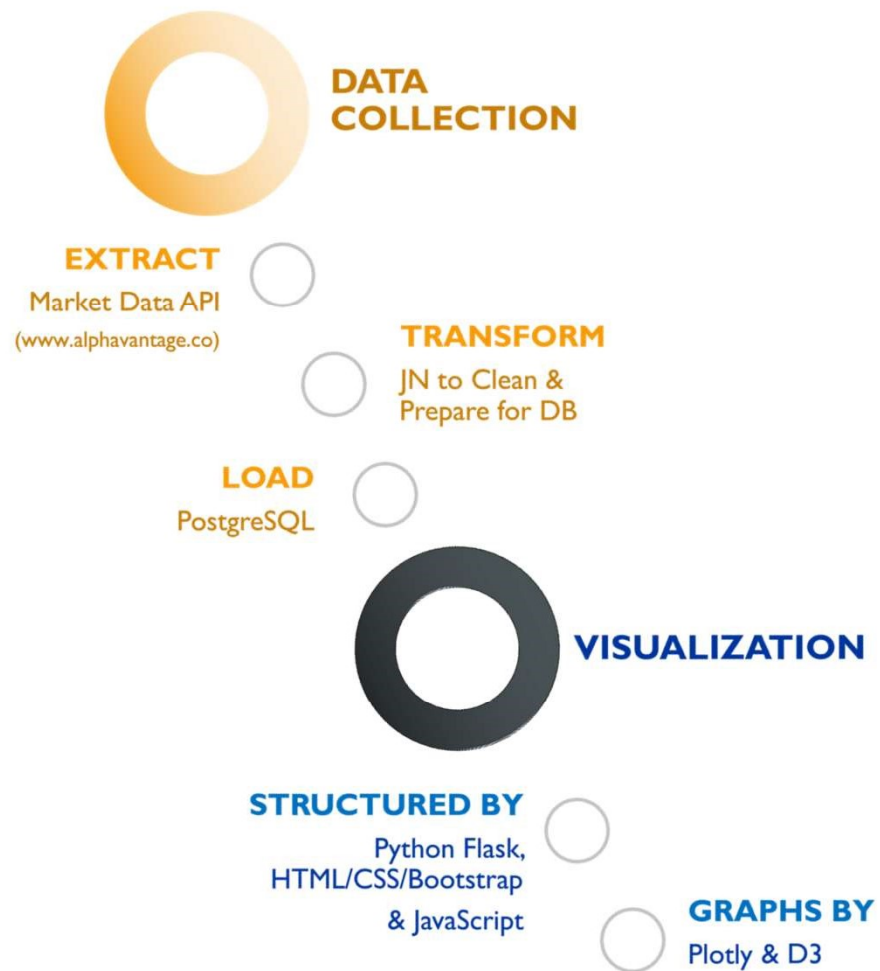 DATA
COLLECTION
EXTRACT
Market Data API
(www.alphavantage.co)
TRANSFORM
JN to Clean &
Prepare for DB
LOAD
PostgreSQL
VISUALIZATION
STRUCTURED BY
Python Flask,
HTML/CSS/Bootstrap
& JavaScript
GRAPHS BY
Plotly & D3